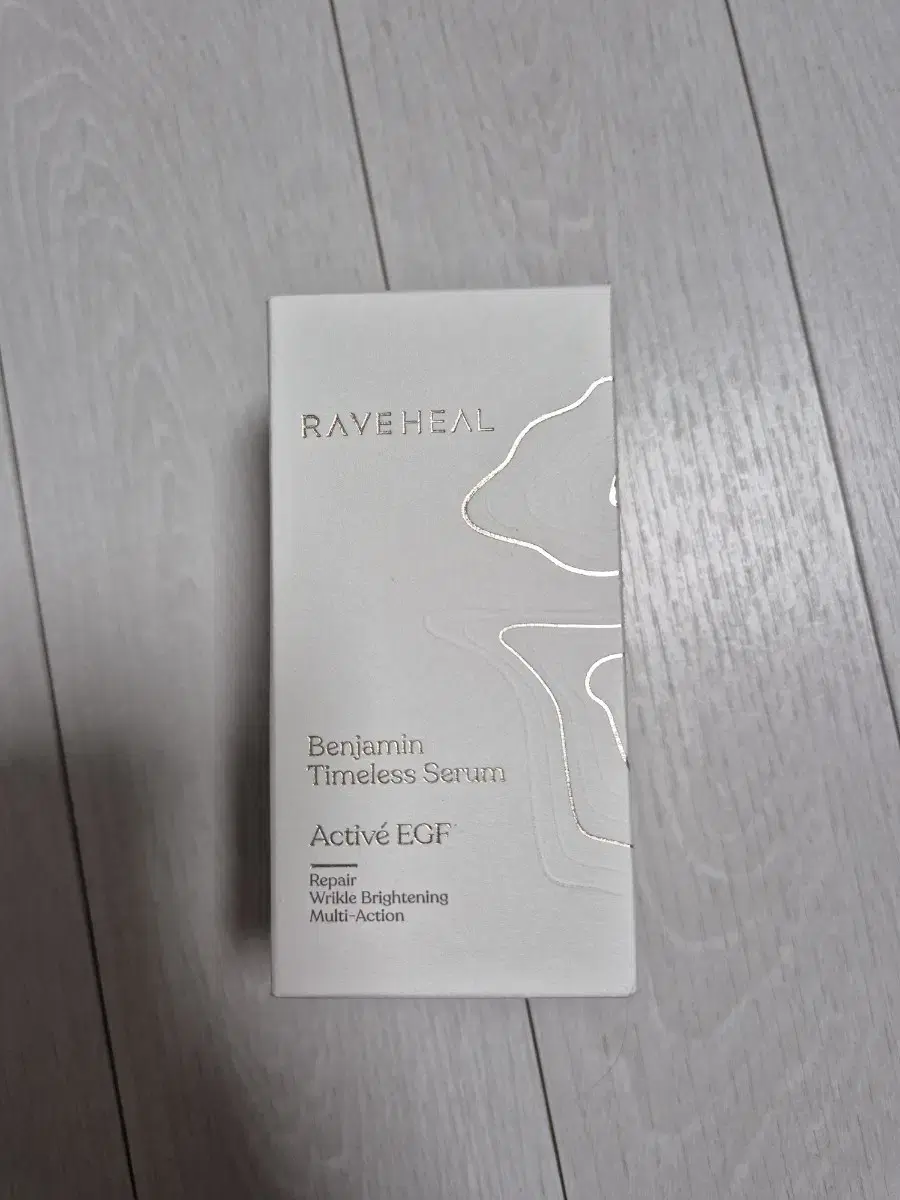 RAVEHEAL
Benjamin
Timeless Serum
Activé EGF
Repair
Wrikle Brightening
Multi-Action